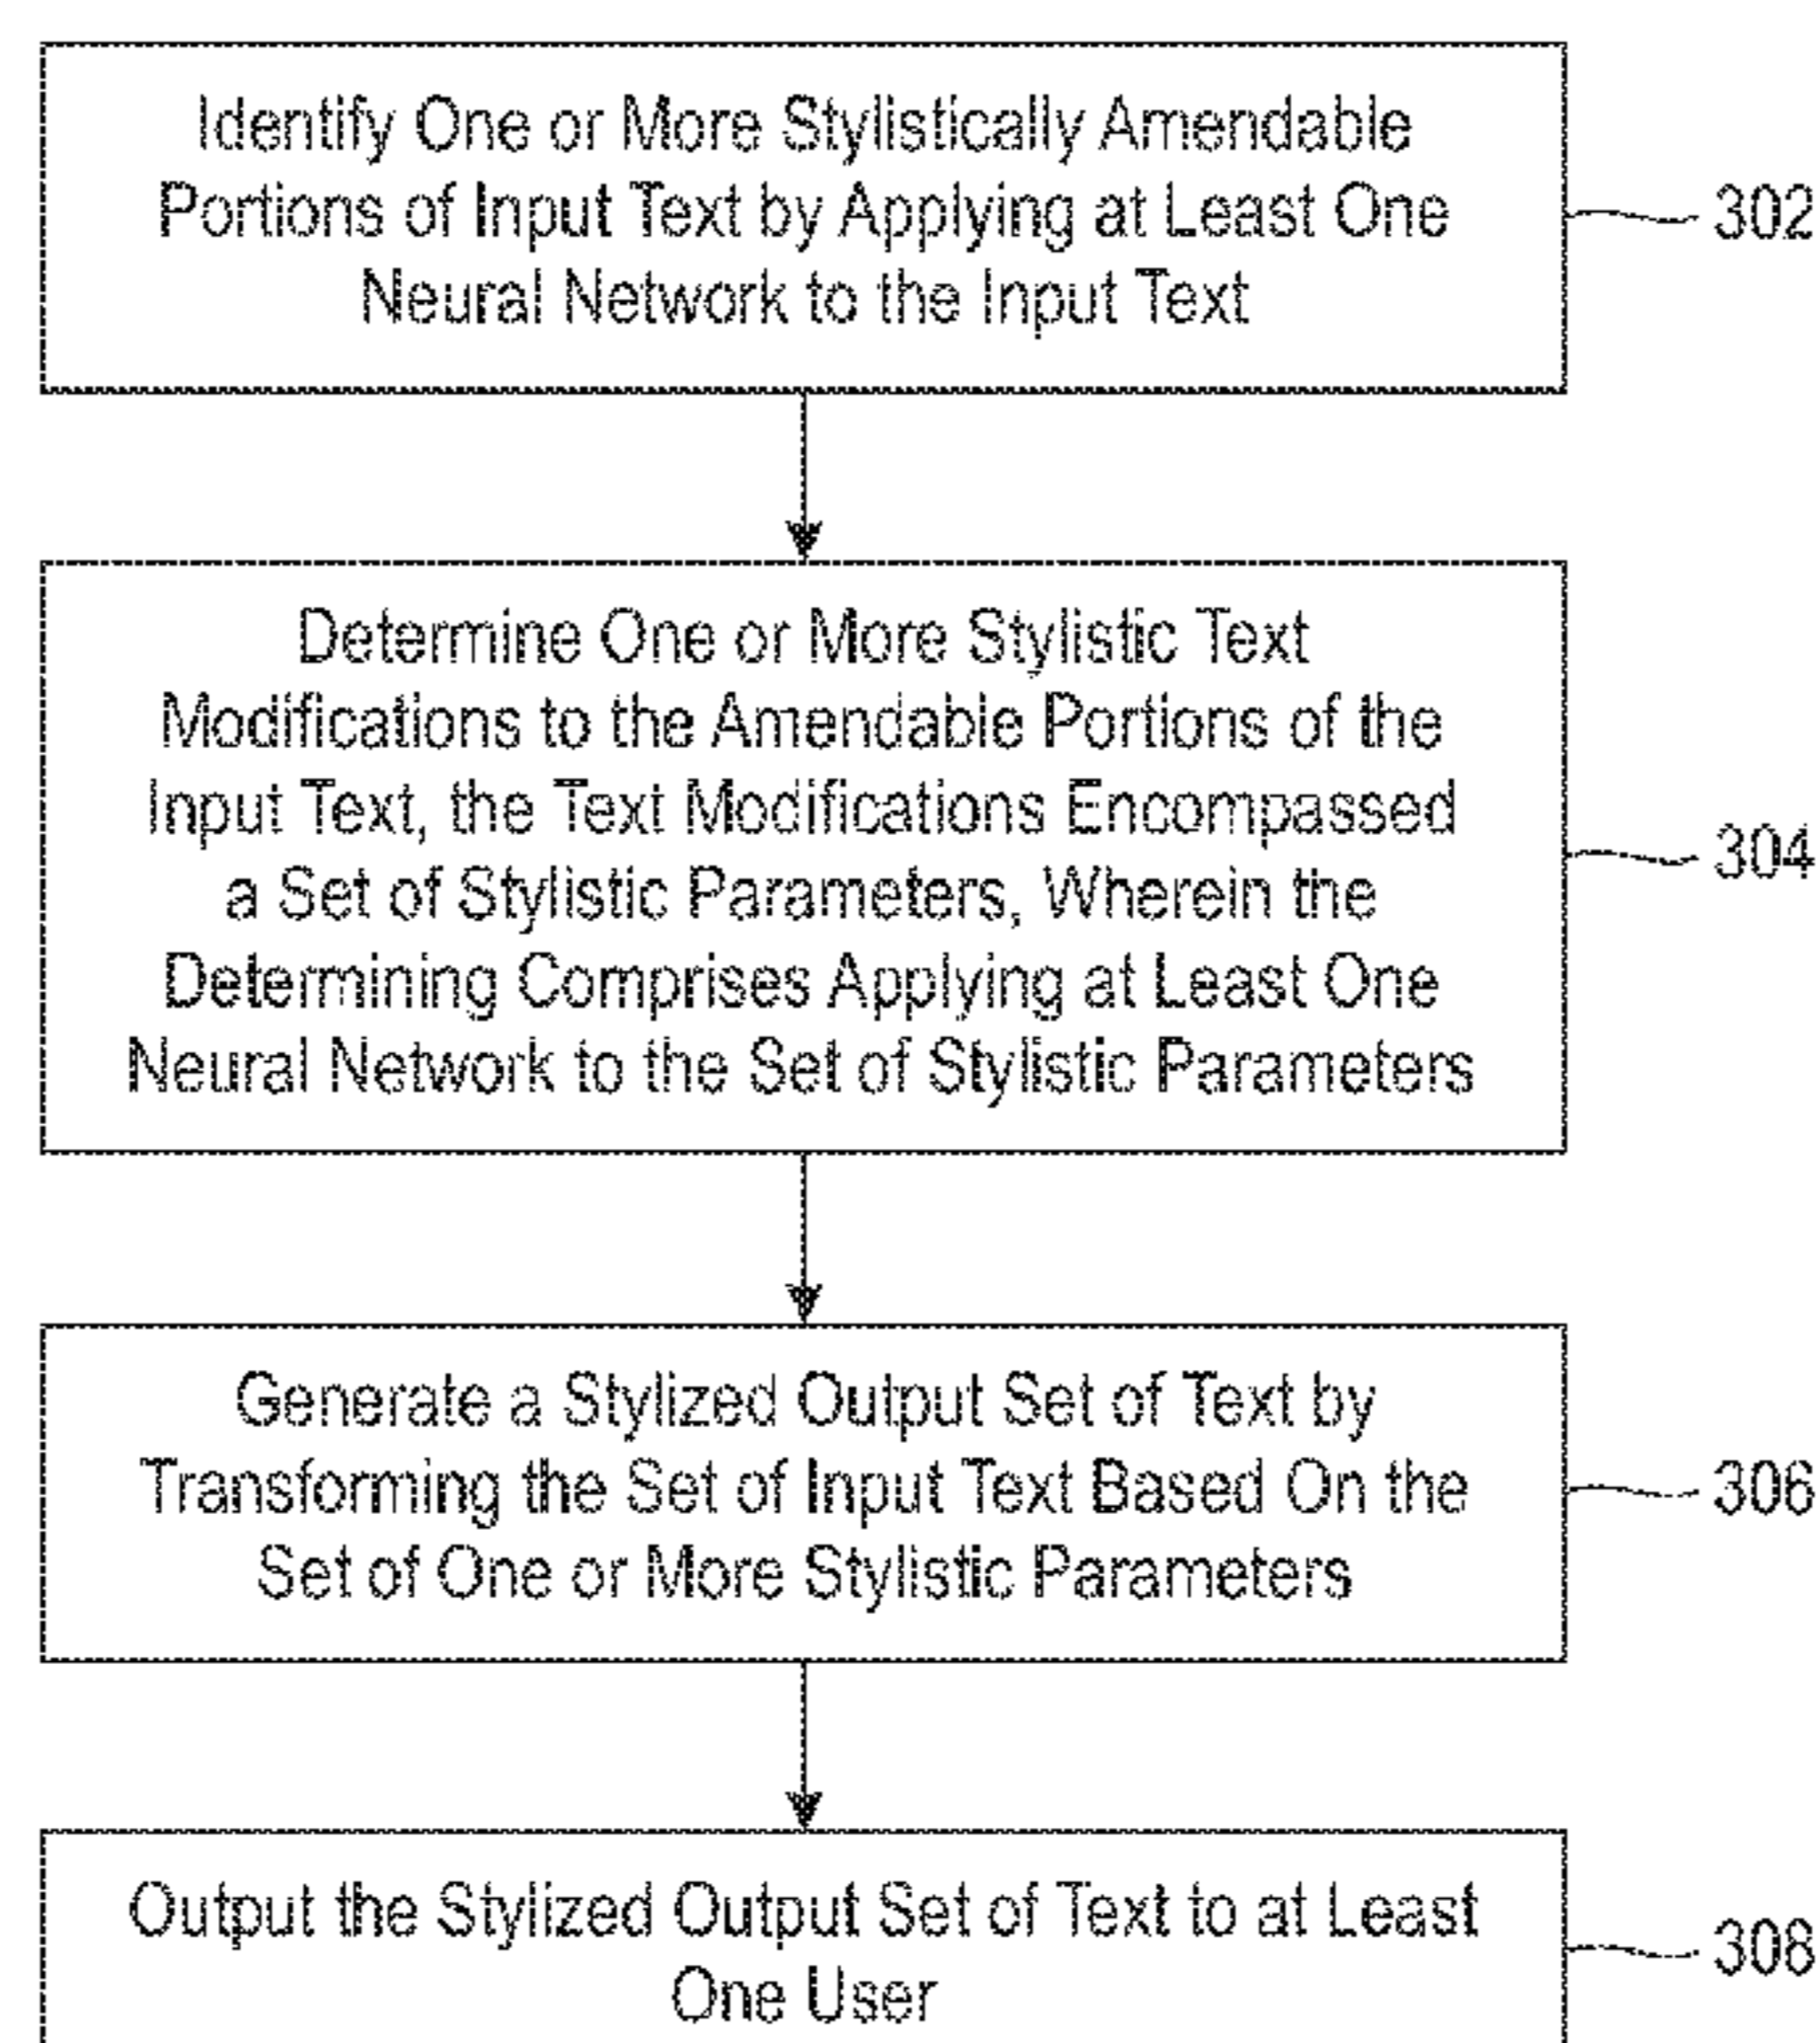 Identify One or More Stylistically Amendable
Portions of Input Text by Applying at Least One
Neural Network to the Input Text
302
Determine One or More Stylistic Text
Modifications to the Amendable Portions of the
Input Text, the Text Modifications Encompassed
a Set of Stylistic Parameters, Wherein the
Determining Comprises Applying at Least One
Neural Network to the Set of Stylistic Parameters
304
Generate a Stylized Output Set of Text by
Transforming the Set of Input Text Based On the
Set of One or More Stylistic Parameters
306
Output the Stylized Output Set of Text to at Least
One User
308